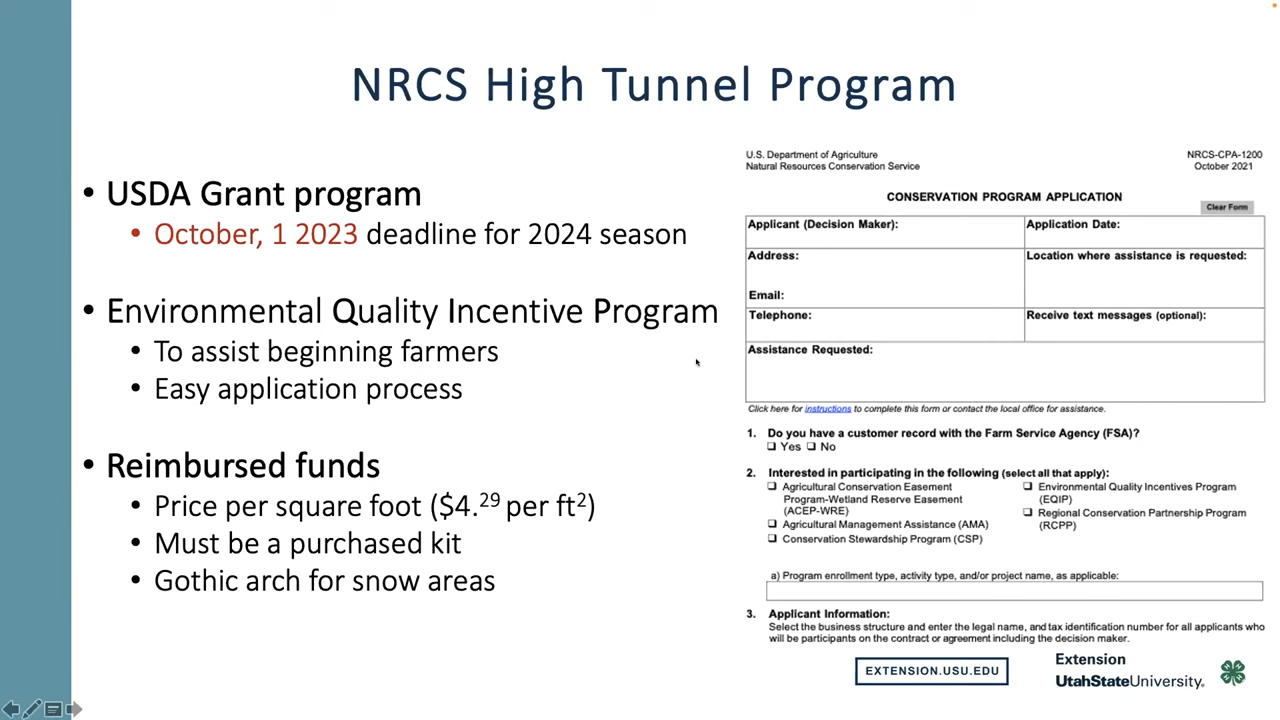 NRCS High Tunnel Program
• USDA Grant program
• October, 1 2023 deadline for 2024 season
• Environmental Quality Incentive Program
• To assist beginning farmers
• Easy application process
• Reimbursed funds
• Price per square foot ($4.29 per ft2)
• Must be a purchased kit
• Gothic arch for snow areas
U.S. Department of Agriculture
Natural Resources Conservation Service
NRCS-CPA-1200
October 2021
CONSERVATION PROGRAM APPLICATION
Clear Form
Applicant (Decision Maker):
Application Date:
Address:
Location where assistance is requested:
Email:
Telephone:
Receive text messages (optional):
Assistance Requested:
Click here for instructions to complete this form or contact the local office for assistance.
1. Do you have a customer record with the Farm Service Agency (FSA)?
❑ Yes ❑ No
2. Interested in participating in the following (select all that apply):
❑ Agricultural Conservation Easement
Program-Wetland Reserve Easement
(ACEP-WRE)
❑ Agricultural Management Assistance (AMA)
❑ Conservation Stewardship Program (CSP)
❑ Environmental Quality Incentives Program
(EQIP)
❑ Regional Conservation Partnership Program
(RCPP)
a) Program enrollment type, activity type, and/or project name, as applicable:
3. Applicant Information:
Select the business structure and enter the legal name, and tax identification number for all applicants who
will be participants on the contract or agreement including the decision maker.
EXTENSION.USU.EDU
Extension
UtahStateUniversity.